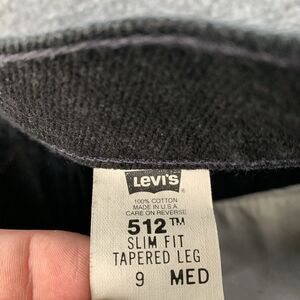 Levi's
®
100% COTTON
MADE IN U.S.A.
CARE ON REVERSE
512™
SLIM FIT
TAPERED LEG
9 MED